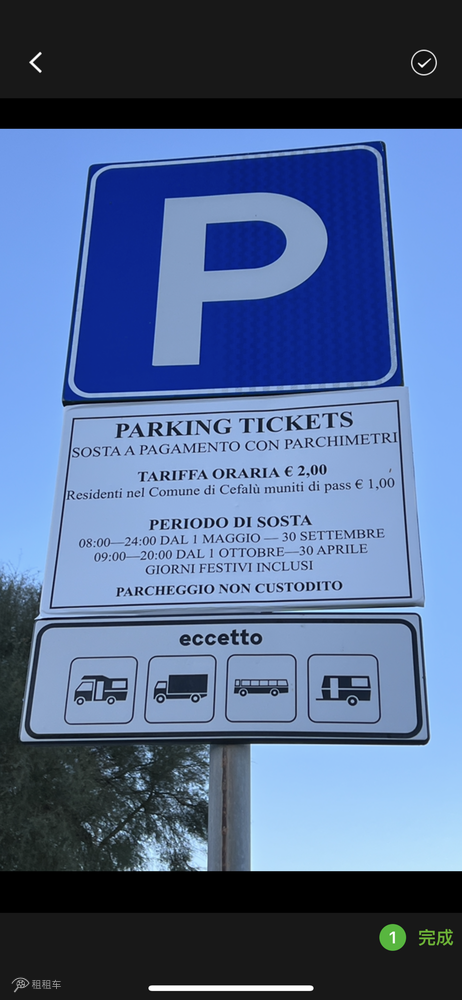 P
PARKING TICKETS
SOSTA A PAGAMENTO CON PARCHIMETRI
TARIFFA ORARIA € 2,00
Residenti nel Comune di Cefalù muniti di pass € 1,00
PERIODO DI SOSTA
08:00—24:00 DAL 1 MAGGIO — 30 SETTEMBRE
09:00—20:00 DAL 1 OTTOBRE—30 APRILE
GIORNI FESTIVI INCLUSI
PARCHEGGIO NON CUSTODITO
eccetto
1 完成
租租车